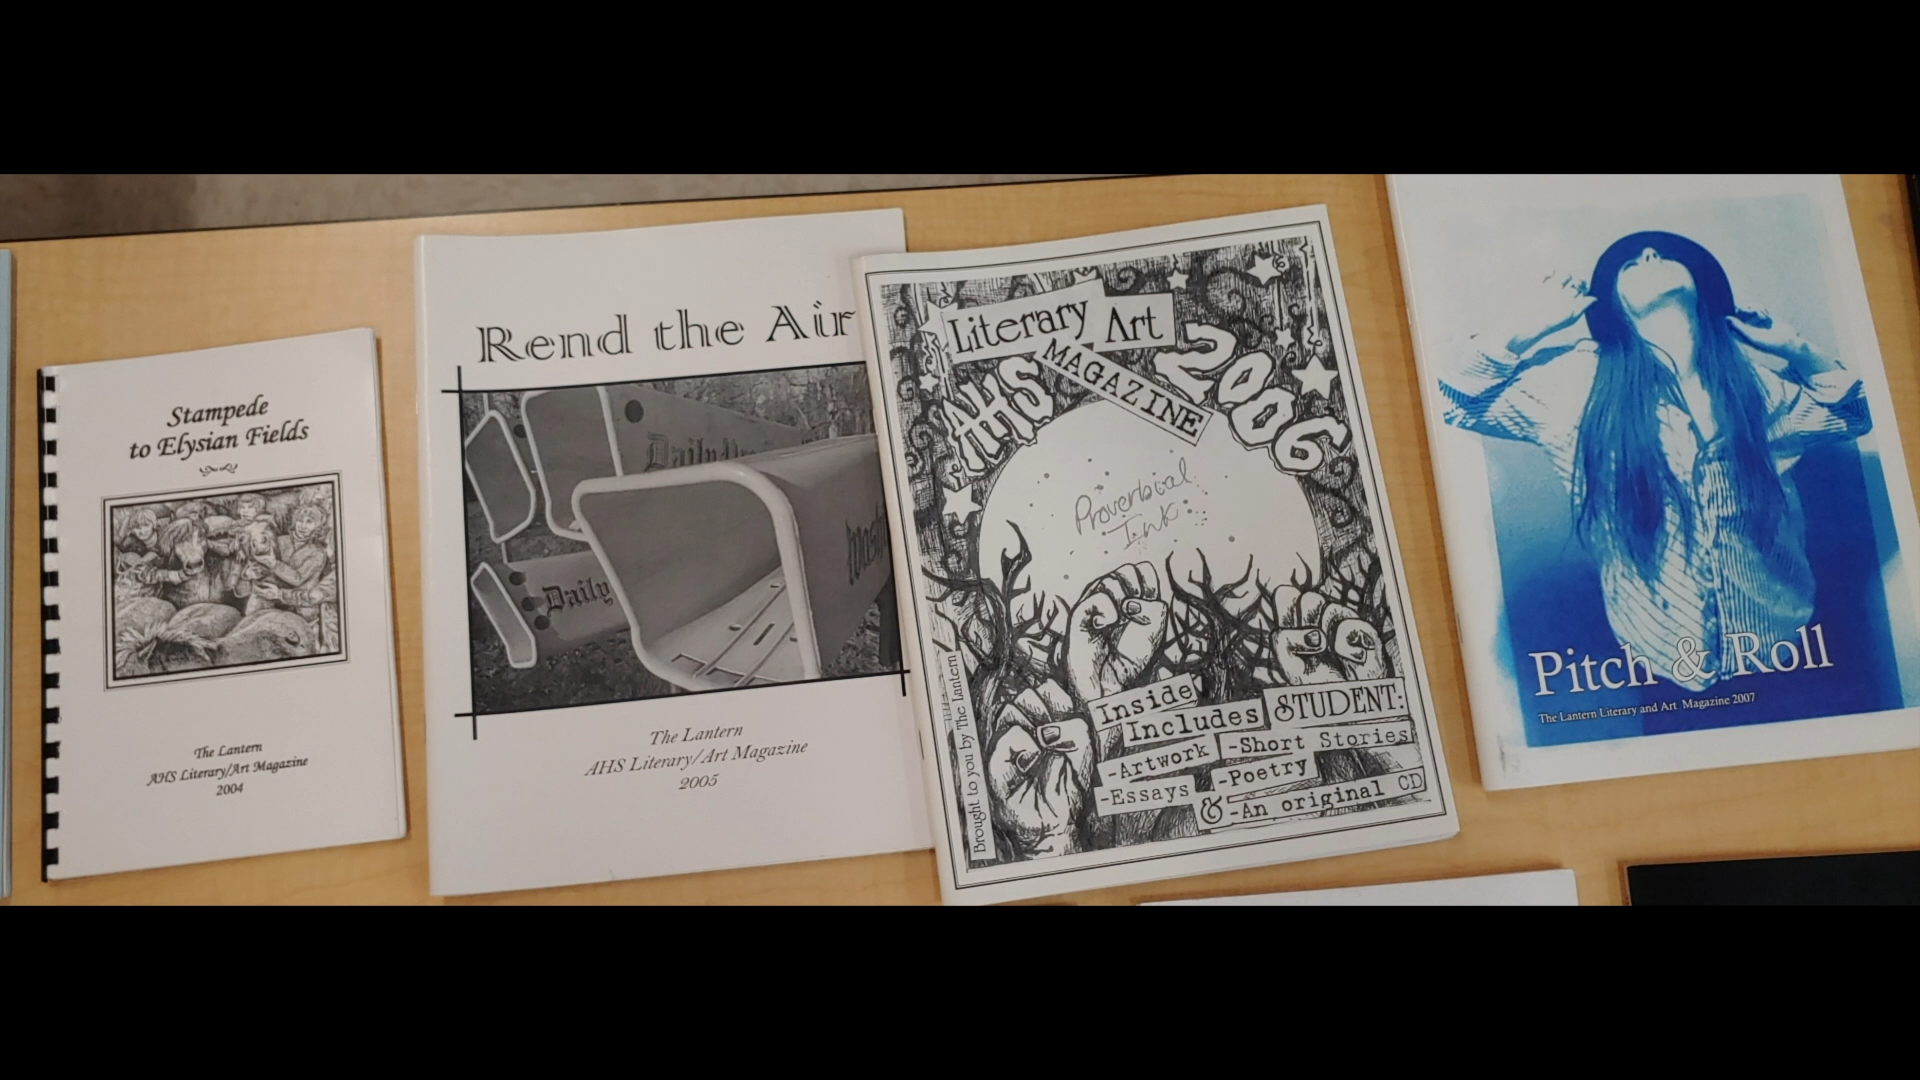 Stampede
to Elysian Fields
The Lantern
AHS Literary/Art Magazine
2004
Rend the Air
Daily
Daily
The Lantern
AHS Literary/Art Magazine
2005
Literary Art
MAGAZINE
AHS 2006
Proverbial
Ink
Brought to you by The Lantern
Inside
Includes STUDENT:
-Artwork -Short Stories
-Essays -Poetry
& -An original CD
Pitch & Roll
The Lantern Literary and Art Magazine 2007